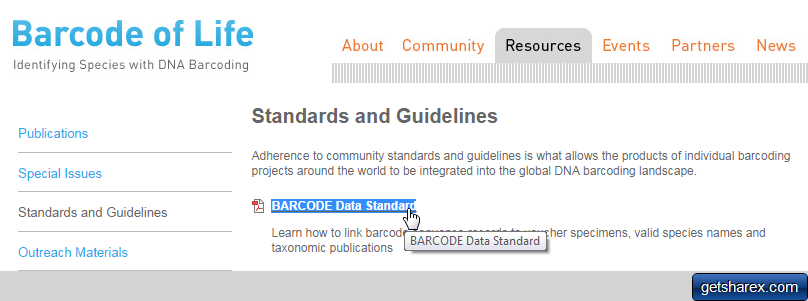 Barcode of Life
Identifying Species with DNA Barcoding
About Community Resources Events Partners News
Standards and Guidelines
Publications
Special Issues
Standards and Guidelines
Outreach Materials
Adherence to community standards and guidelines is what allows the products of individual barcoding
projects around the world to be integrated into the global DNA barcoding landscape.
BARCODE Data Standard
Learn how to link barcode records to voucher specimens, valid species names and
taxonomic publications
BARCODE Data Standard
getsharex.com